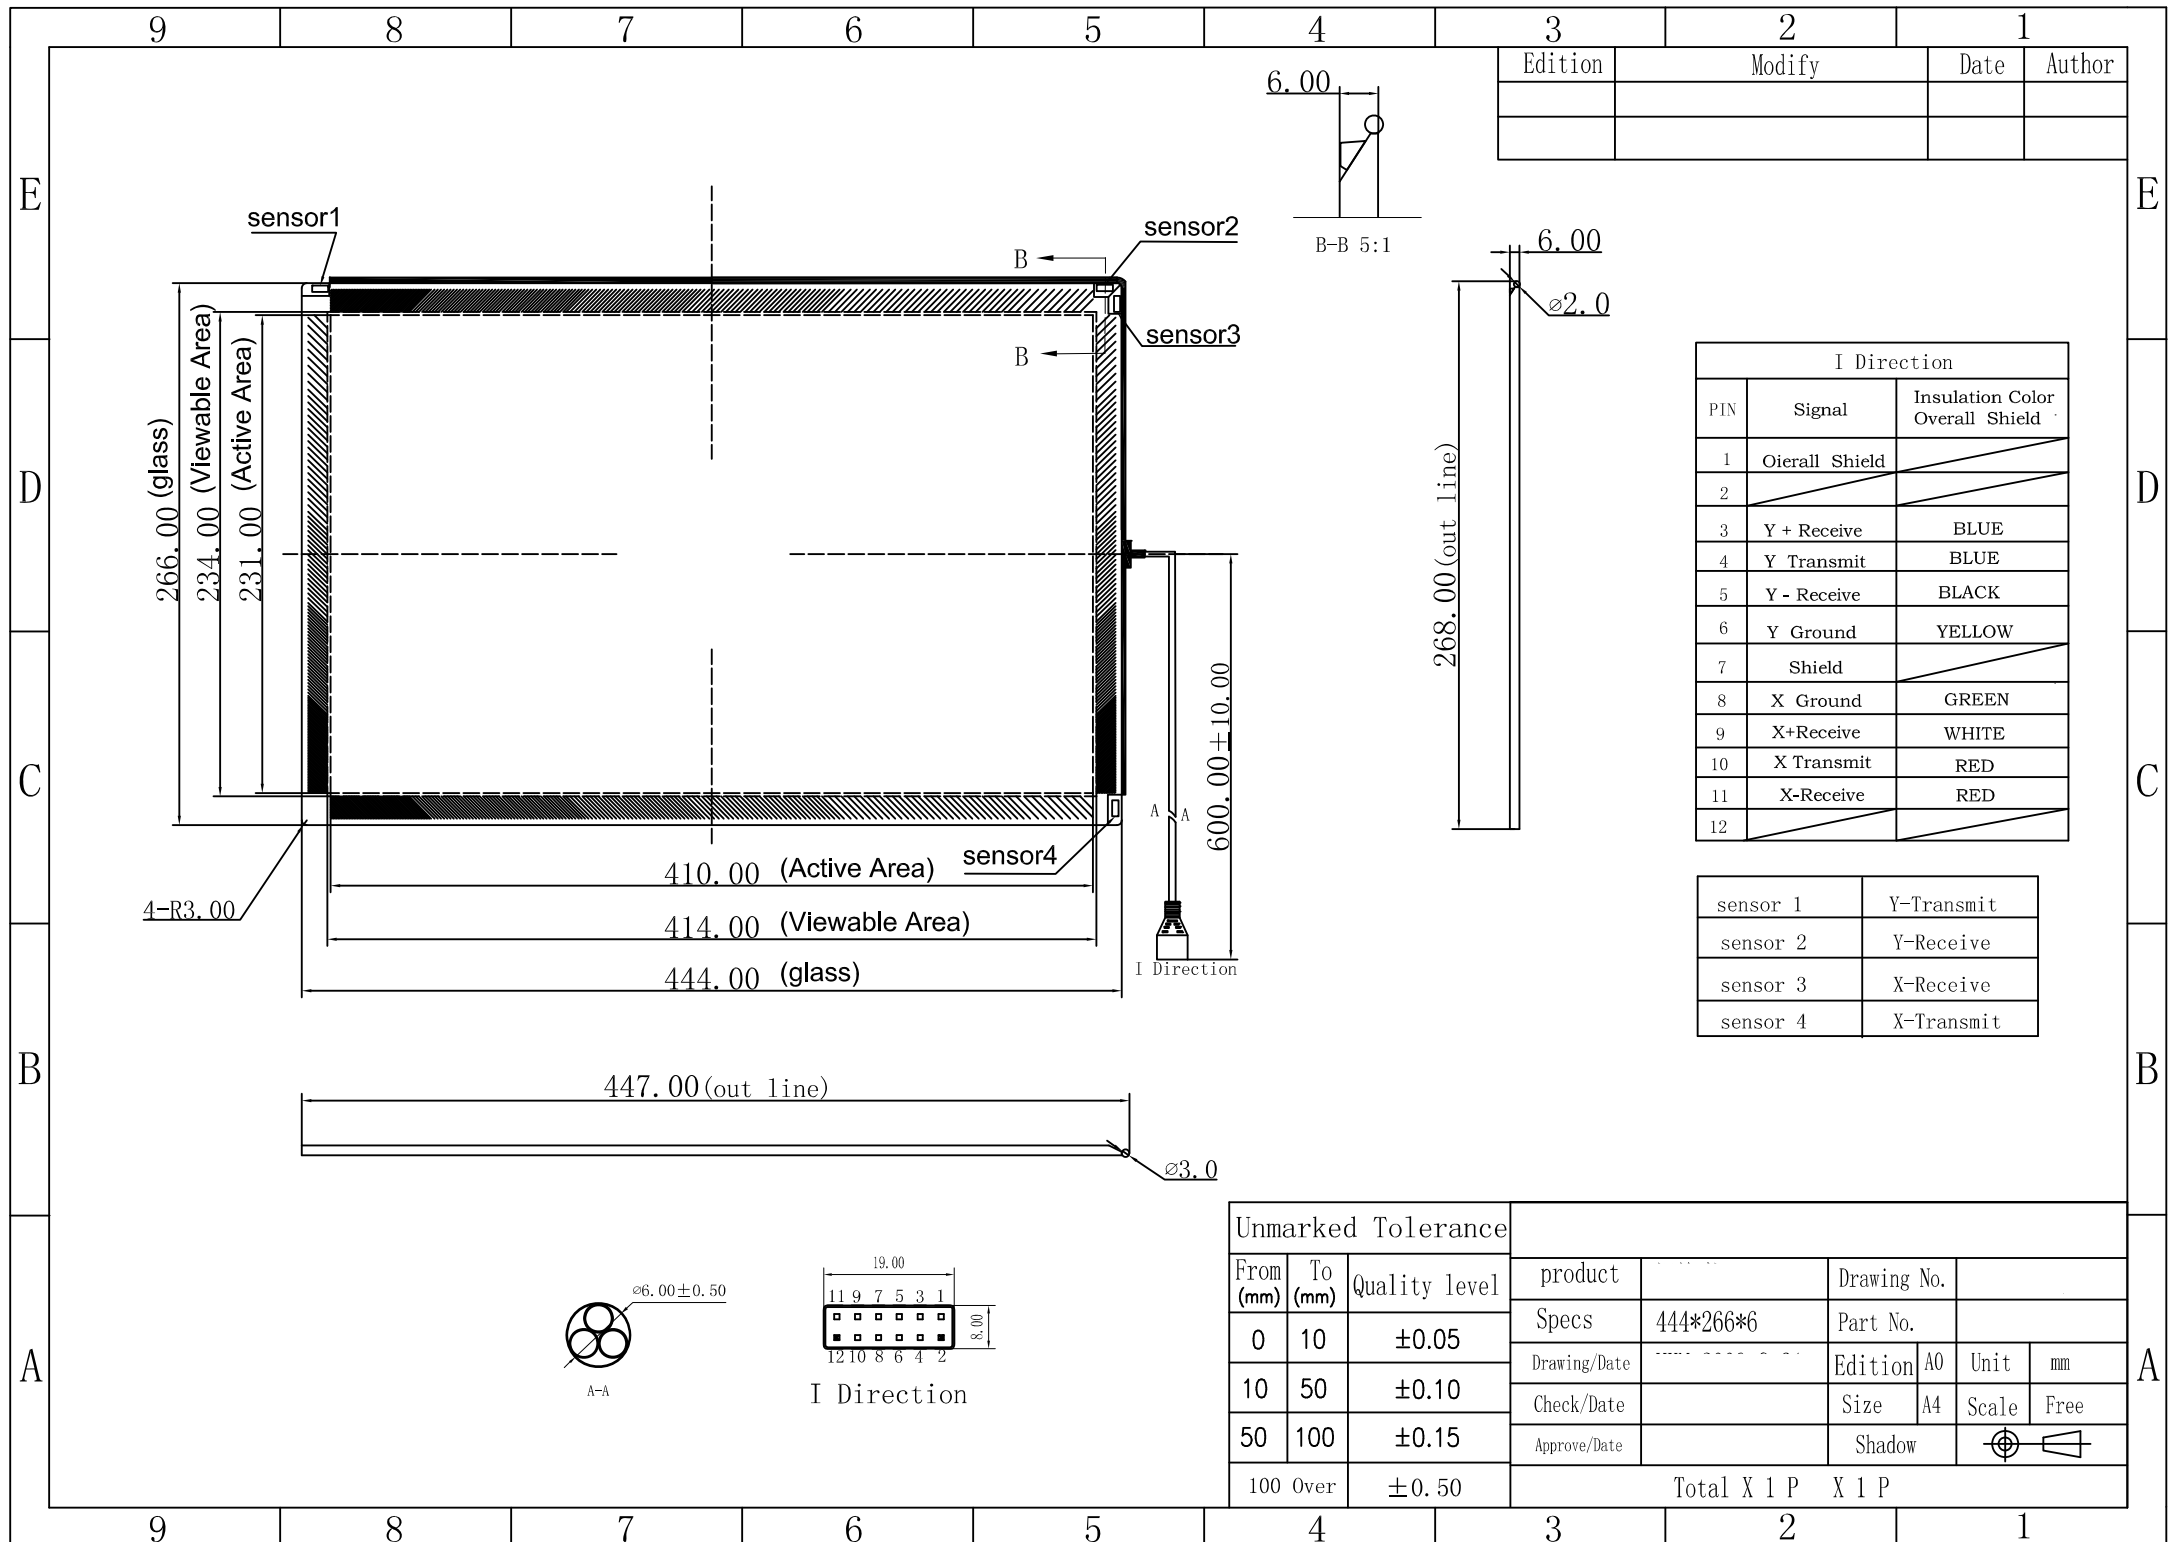 9 8 7 6 5 4 3 2 1
E
D
C
B
A
E
D
C
B
A
Edition Modify Date Author
6.00
B-B 5:1
sensor1
sensor2
sensor3
B
B
266.00 (glass)
234.00 (Viewable Area)
231.00 (Active Area)
6.00
⌀2.0
268.00(out line)
600.00±10.00
A A
I Direction
sensor4
410.00 (Active Area)
414.00 (Viewable Area)
444.00 (glass)
4-R3.00
I Direction
PIN Signal Insulation Color
Overall Shield
1 Oierall Shield
2
3 Y + Receive BLUE
4 Y Transmit BLUE
5 Y - Receive BLACK
6 Y Ground YELLOW
7 Shield
8 X Ground GREEN
9 X+Receive WHITE
10 X Transmit RED
11 X-Receive RED
12
sensor 1 Y-Transmit
sensor 2 Y-Receive
sensor 3 X-Receive
sensor 4 X-Transmit
447.00(out line)
⌀3.0
⌀6.00±0.50
A-A
19.00
11 9 7 5 3 1
8.00
12 10 8 6 4 2
I Direction
Unmarked Tolerance
From (mm) To (mm) Quality level
0 10 ±0.05
10 50 ±0.10
50 100 ±0.15
100 Over ±0.50
product Drawing No.
Specs 444*266*6 Part No.
Drawing/Date Edition A0 Unit mm
Check/Date Size A4 Scale Free
Approve/Date Shadow
Total X 1 P X 1 P
9 8 7 6 5 4 3 2 1